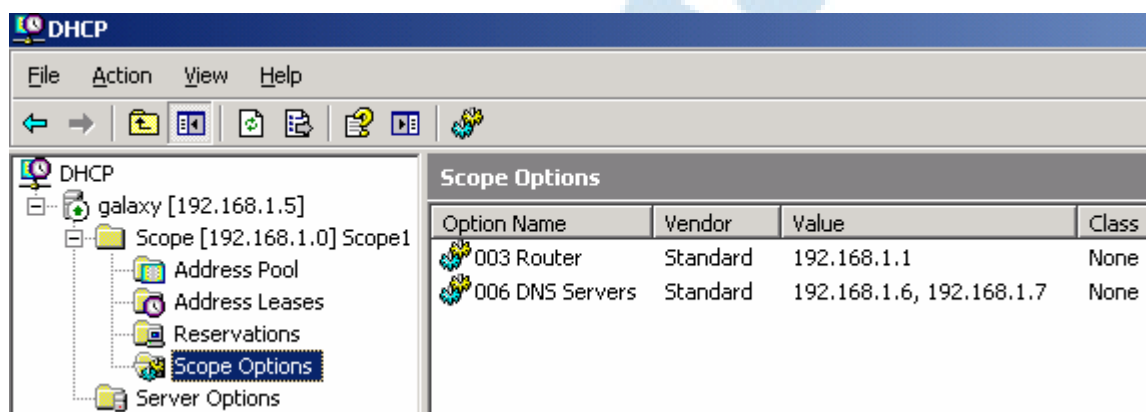 DHCP
File Action View Help
DHCP
galaxy [192.168.1.5]
Scope [192.168.1.0] Scope1
Address Pool
Address Leases
Reservations
Scope Options
Server Options
Scope Options
Option Name Vendor Value Class
003 Router Standard 192.168.1.1 None
006 DNS Servers Standard 192.168.1.6, 192.168.1.7 None